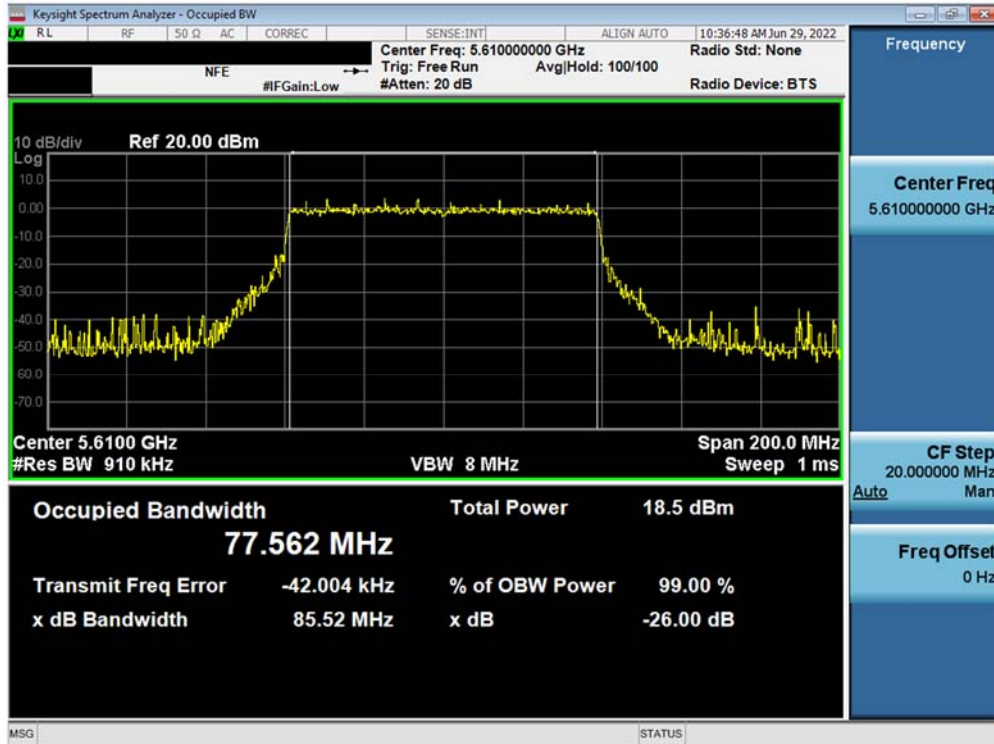 Keysight Spectrum Analyzer - Occupied BW
LXI RL RF 50 Ω AC CORREC SENSE:INT ALIGN AUTO 10:36:48 AM Jun 29, 2022
Center Freq: 5.610000000 GHz Radio Std: None
NFE Trig: Free Run Avg|Hold: 100/100
#IFGain:Low #Atten: 20 dB Radio Device: BTS
Frequency
10 dB/div Ref 20.00 dBm
Log
10.0
0.00
-10.0
-20.0
-30.0
-40.0
-50.0
-60.0
-70.0
Center 5.6100 GHz Span 200.0 MHz
#Res BW 910 kHz VBW 8 MHz Sweep 1 ms
Occupied Bandwidth Total Power 18.5 dBm
77.562 MHz
Transmit Freq Error -42.004 kHz % of OBW Power 99.00 %
x dB Bandwidth 85.52 MHz x dB -26.00 dB
Center Freq
5.610000000 GHz
CF Step
20.000000 MHz
Auto Man
Freq Offset
0 Hz
MSG STATUS